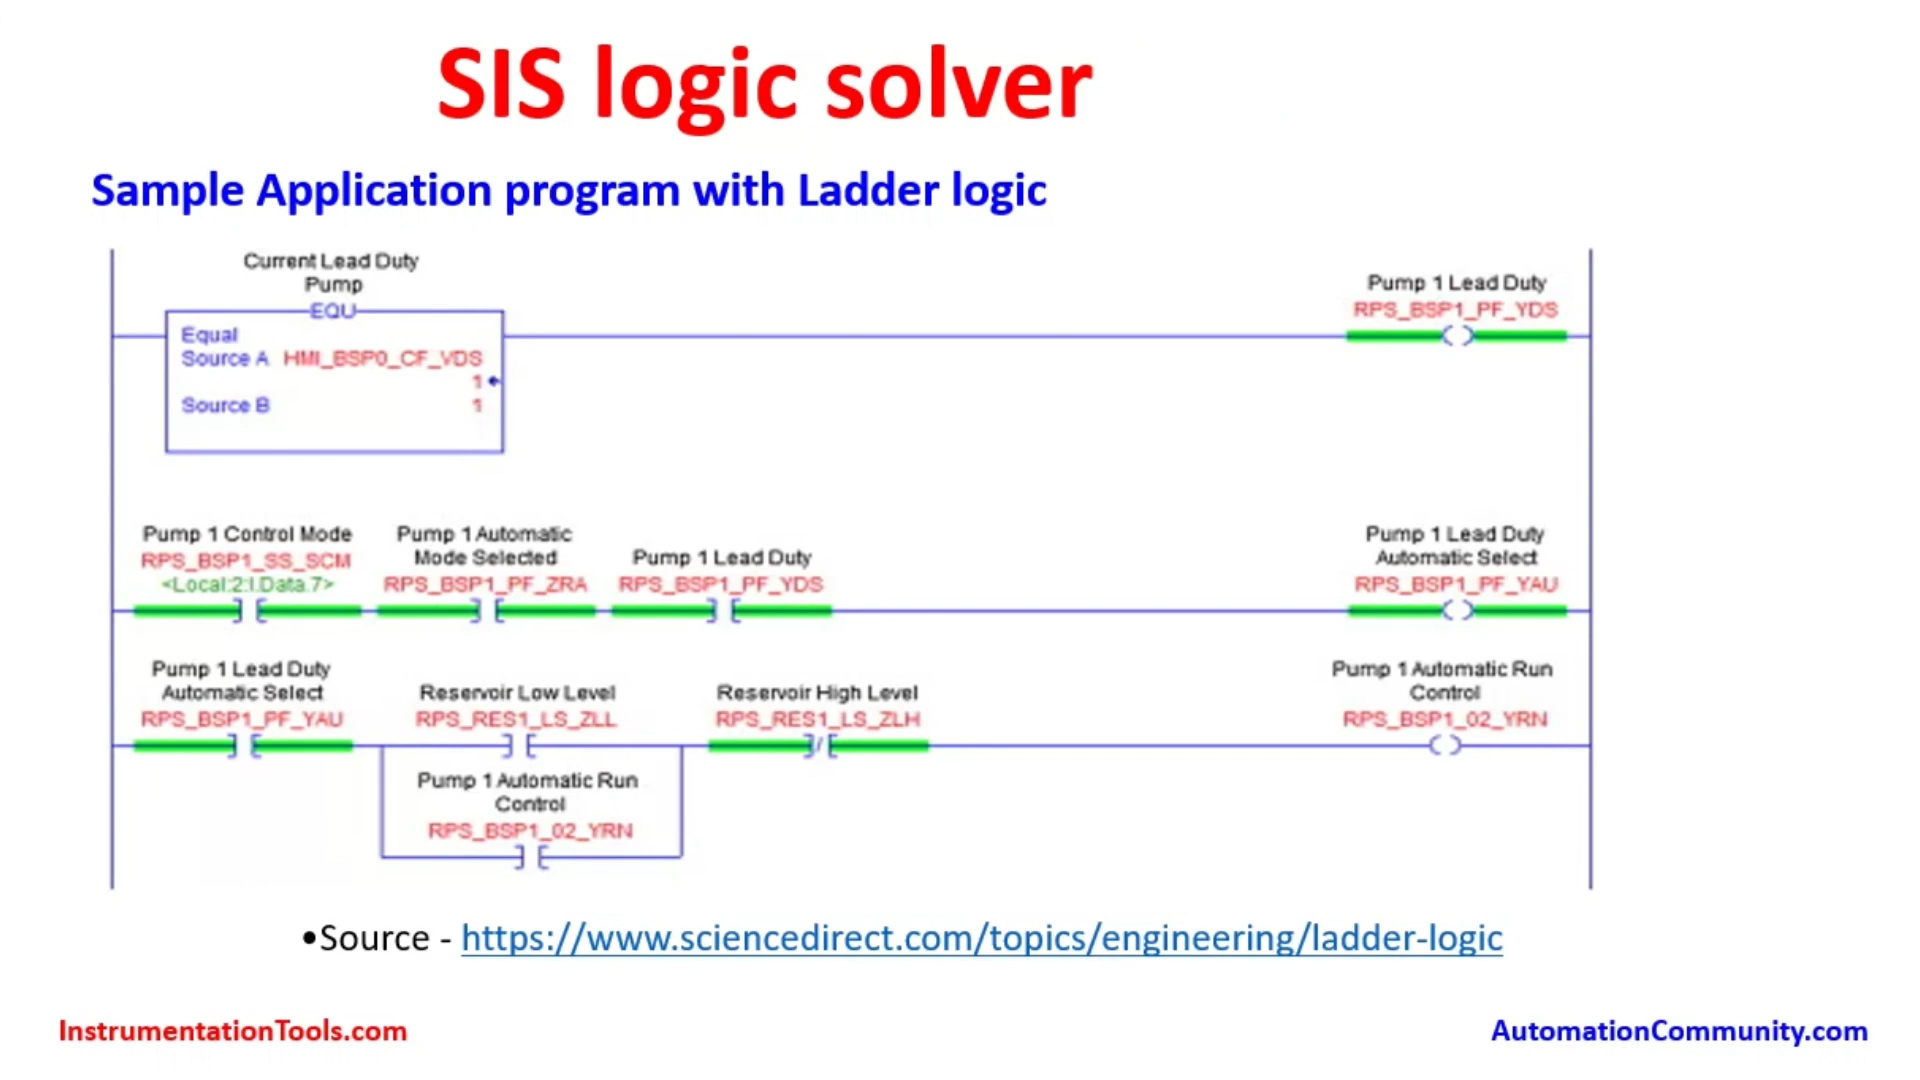 SIS logic solver
Sample Application program with Ladder logic
Current Lead Duty
Pump
EQU
Equal
Source A HMI_BSP0_CF_VDS
1
Source B 1
Pump 1 Lead Duty
RPS_BSP1_PF_YDS
Pump 1 Control Mode
RPS_BSP1_SS_SCM
<Local:2:I.Data.7>
Pump 1 Automatic
Mode Selected
RPS_BSP1_PF_ZRA
Pump 1 Lead Duty
RPS_BSP1_PF_YDS
Pump 1 Lead Duty
Automatic Select
RPS_BSP1_PF_YAU
Pump 1 Lead Duty
Automatic Select
RPS_BSP1_PF_YAU
Reservoir Low Level
RPS_RES1_LS_ZLL
Reservoir High Level
RPS_RES1_LS_ZLH
Pump 1 Automatic Run
Control
RPS_BSP1_02_YRN
Pump 1 Automatic Run
Control
RPS_BSP1_02_YRN
•Source - https://www.sciencedirect.com/topics/engineering/ladder-logic
InstrumentationTools.com
AutomationCommunity.com